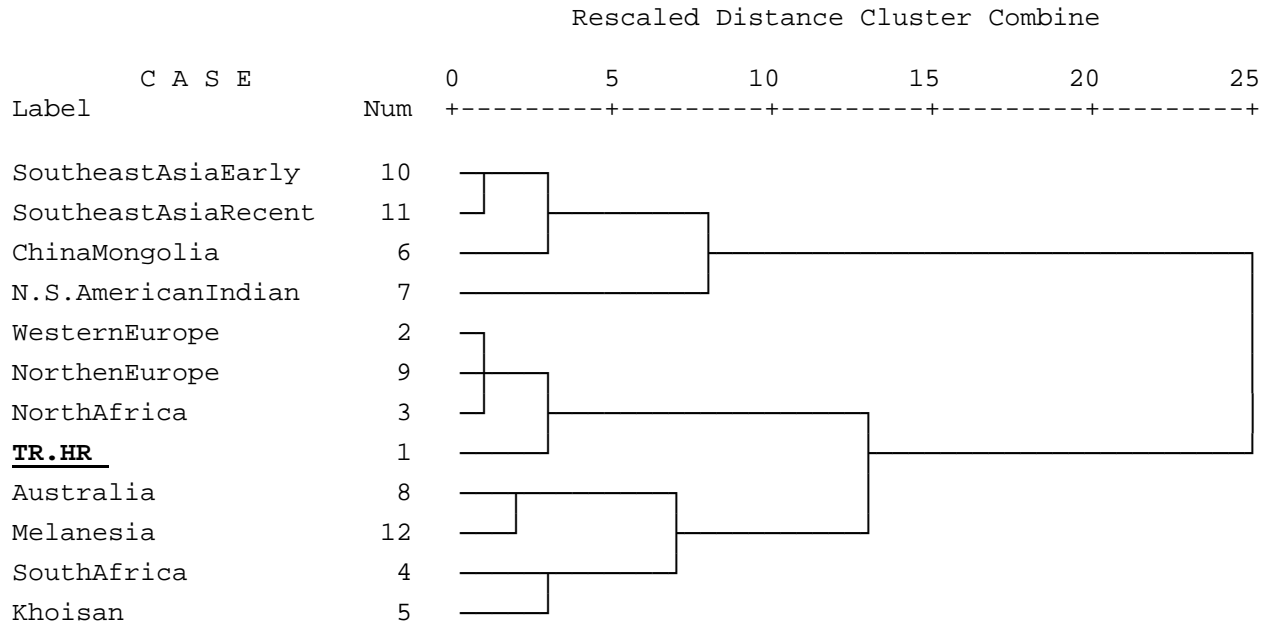 Rescaled Distance Cluster Combine
C A S E 0 5 10 15 20 25
Label Num +---------+---------+---------+---------+---------+
SoutheastAsiaEarly 10
SoutheastAsiaRecent 11
ChinaMongolia 6
N.S.AmericanIndian 7
WesternEurope 2
NorthenEurope 9
NorthAfrica 3
TR.HR 1
Australia 8
Melanesia 12
SouthAfrica 4
Khoisan 5